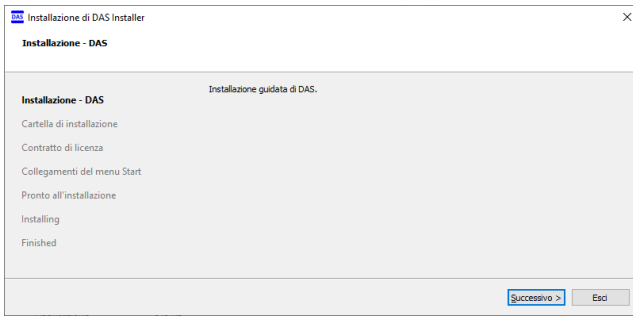 DAS Installazione di DAS Installer
Installazione - DAS
Installazione guidata di DAS.
Installazione - DAS
Cartella di installazione
Contratto di licenza
Collegamenti del menu Start
Pronto all'installazione
Installing
Finished
Successivo > Esci